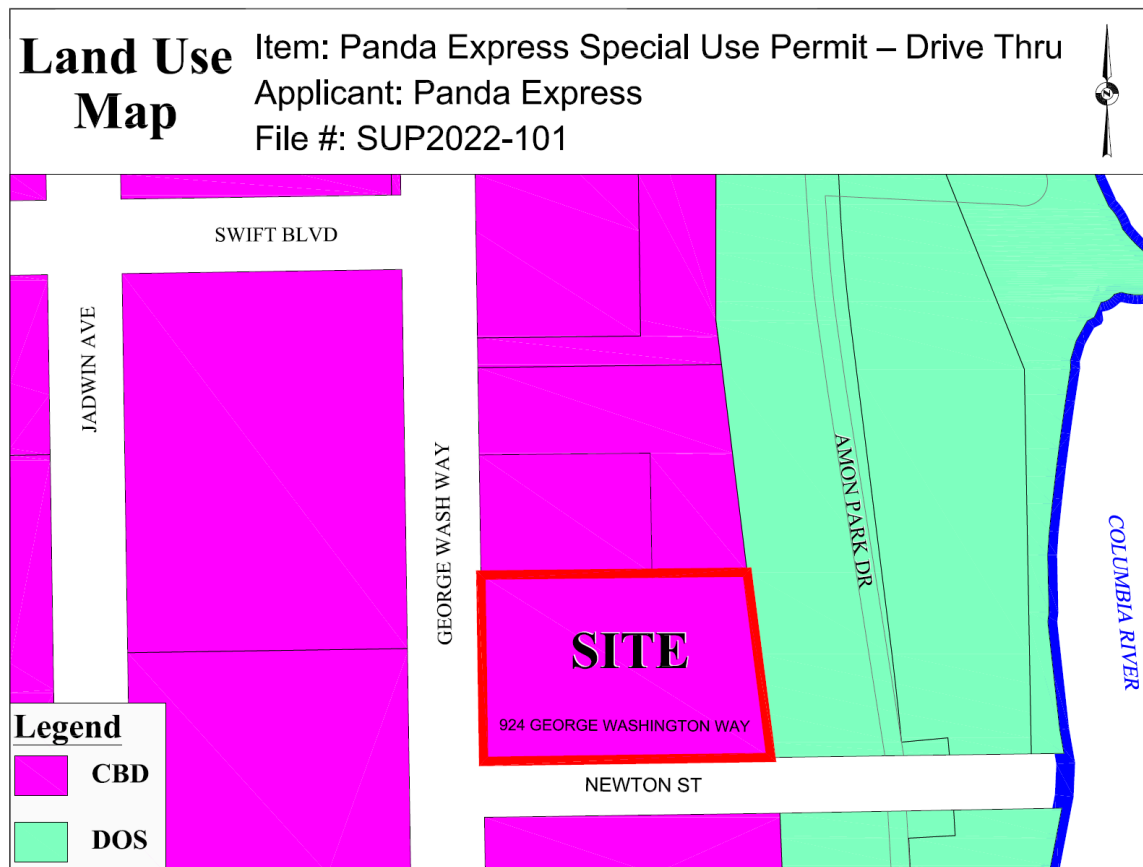 Land Use
Map
Item: Panda Express Special Use Permit – Drive Thru
Applicant: Panda Express
File #: SUP2022-101
Z
SWIFT BLVD
JADWIN AVE
GEORGE WASH WAY
AMON PARK DR
COLUMBIA RIVER
SITE
924 GEORGE WASHINGTON WAY
NEWTON ST
Legend
CBD
DOS